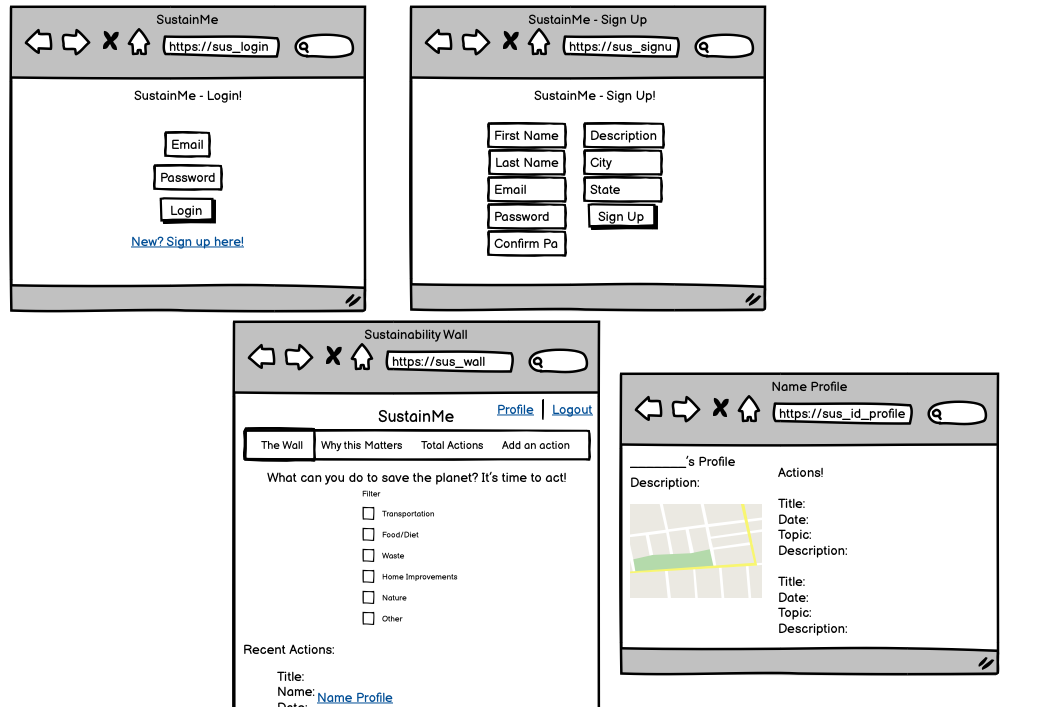 SustainMe
https://sus_login
SustainMe - Login!
Email
Password
Login
New? Sign up here!
SustainMe - Sign Up
https://sus_signu
SustainMe - Sign Up!
First Name
Last Name
Email
Password
Confirm Pa
Description
City
State
Sign Up
Sustainability Wall
https://sus_wall
Profile
Logout
SustainMe
The Wall Why this Matters Total Actions Add an action
What can you do to save the planet? It's time to act!
Filter
Transportation
Food/Diet
Waste
Home Improvements
Nature
Other
Recent Actions:
Title:
Name: Name Profile
Date:
Name Profile
https://sus_id_profile
________'s Profile
Description:
Actions!
Title:
Date:
Topic:
Description:
Title:
Date:
Topic:
Description: